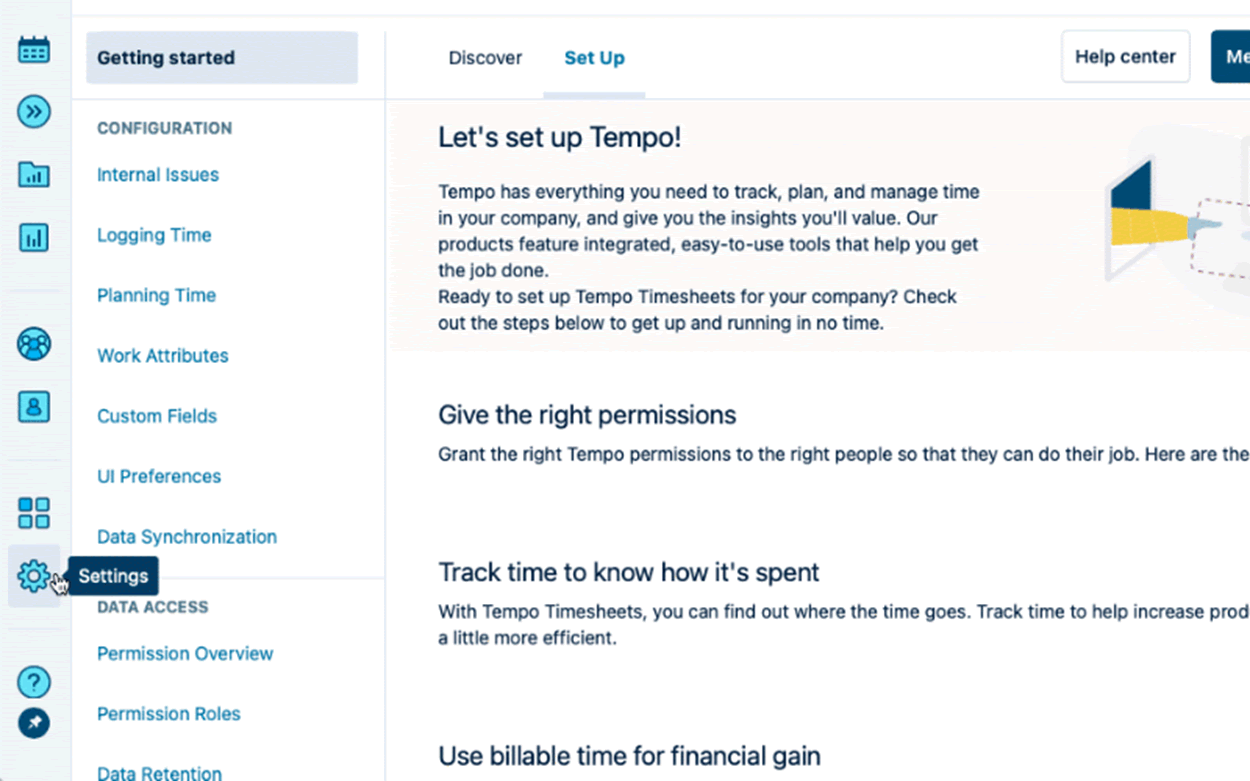 Getting started
CONFIGURATION
Internal Issues
Logging Time
Planning Time
Work Attributes
Custom Fields
UI Preferences
Data Synchronization
Settings
DATA ACCESS
Permission Overview
Permission Roles
Data Retention
?
Discover
Set Up
Help center
Me
Let's set up Tempo!
Tempo has everything you need to track, plan, and manage time
in your company, and give you the insights you'll value. Our
products feature integrated, easy-to-use tools that help you get
the job done.
Ready to set up Tempo Timesheets for your company? Check
out the steps below to get up and running in no time.
Give the right permissions
Grant the right Tempo permissions to the right people so that they can do their job. Here are the
Track time to know how it's spent
With Tempo Timesheets, you can find out where the time goes. Track time to help increase prod
a little more efficient.
Use billable time for financial gain